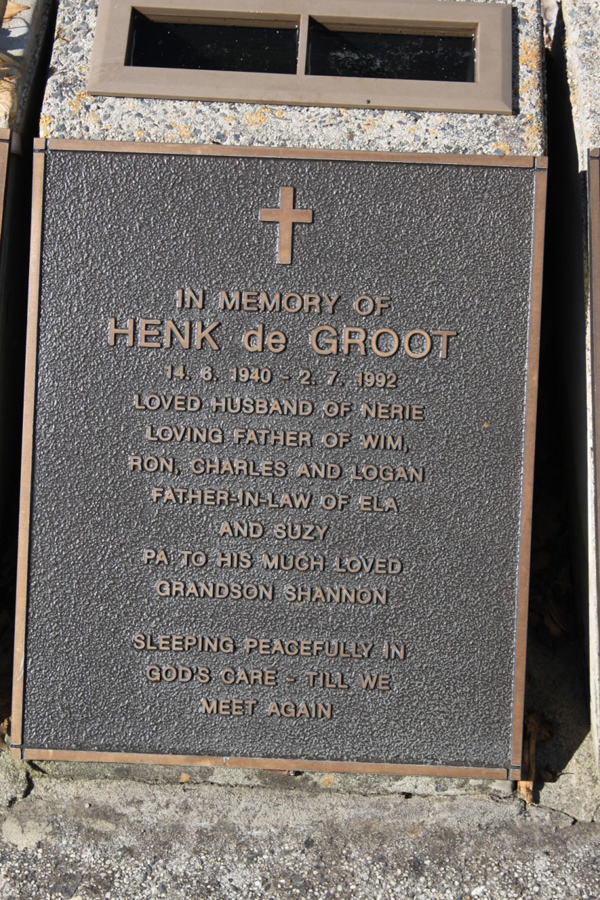 IN MEMORY OF
HENK de GROOT
14. 6. 1940 - 2. 7. 1992
LOVED HUSBAND OF NERIE
LOVING FATHER OF WIM,
RON, CHARLES AND LOGAN
FATHER-IN-LAW OF ELA
AND SUZY
PA TO HIS MUCH LOVED
GRANDSON SHANNON
SLEEPING PEACEFULLY IN
GOD'S CARE - TILL WE
MEET AGAIN